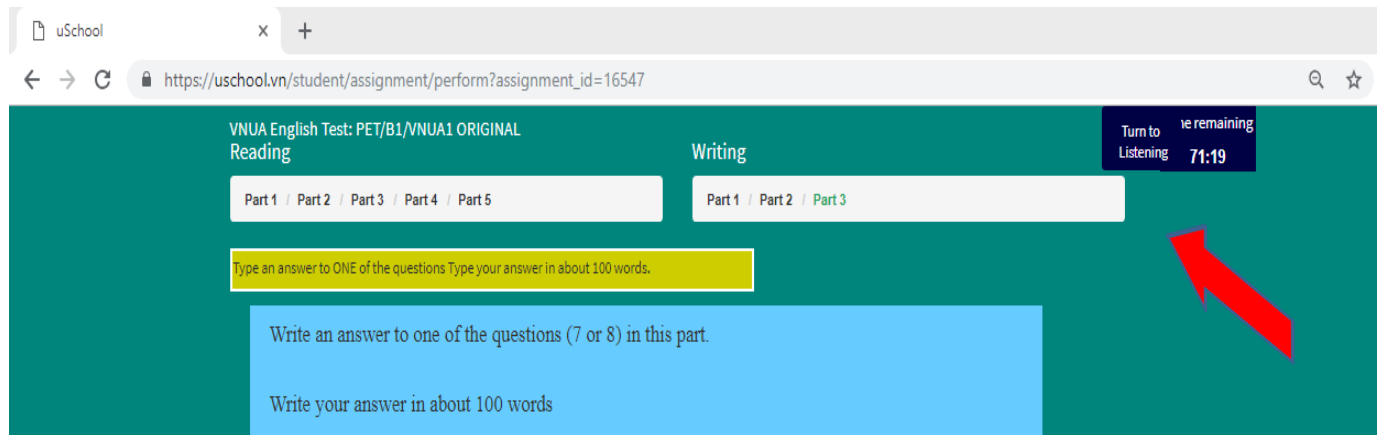 uSchool
https://uschool.vn/student/assignment/perform?assignment_id=16547
VNUA English Test: PET/B1/VNUA1 ORIGINAL
Reading
Writing
Turn to
Listening
remaining
71:19
Part 1 / Part 2 / Part 3 / Part 4 / Part 5
Part 1 / Part 2 / Part 3
Type an answer to ONE of the questions Type your answer in about 100 words.
Write an answer to one of the questions (7 or 8) in this part.
Write your answer in about 100 words